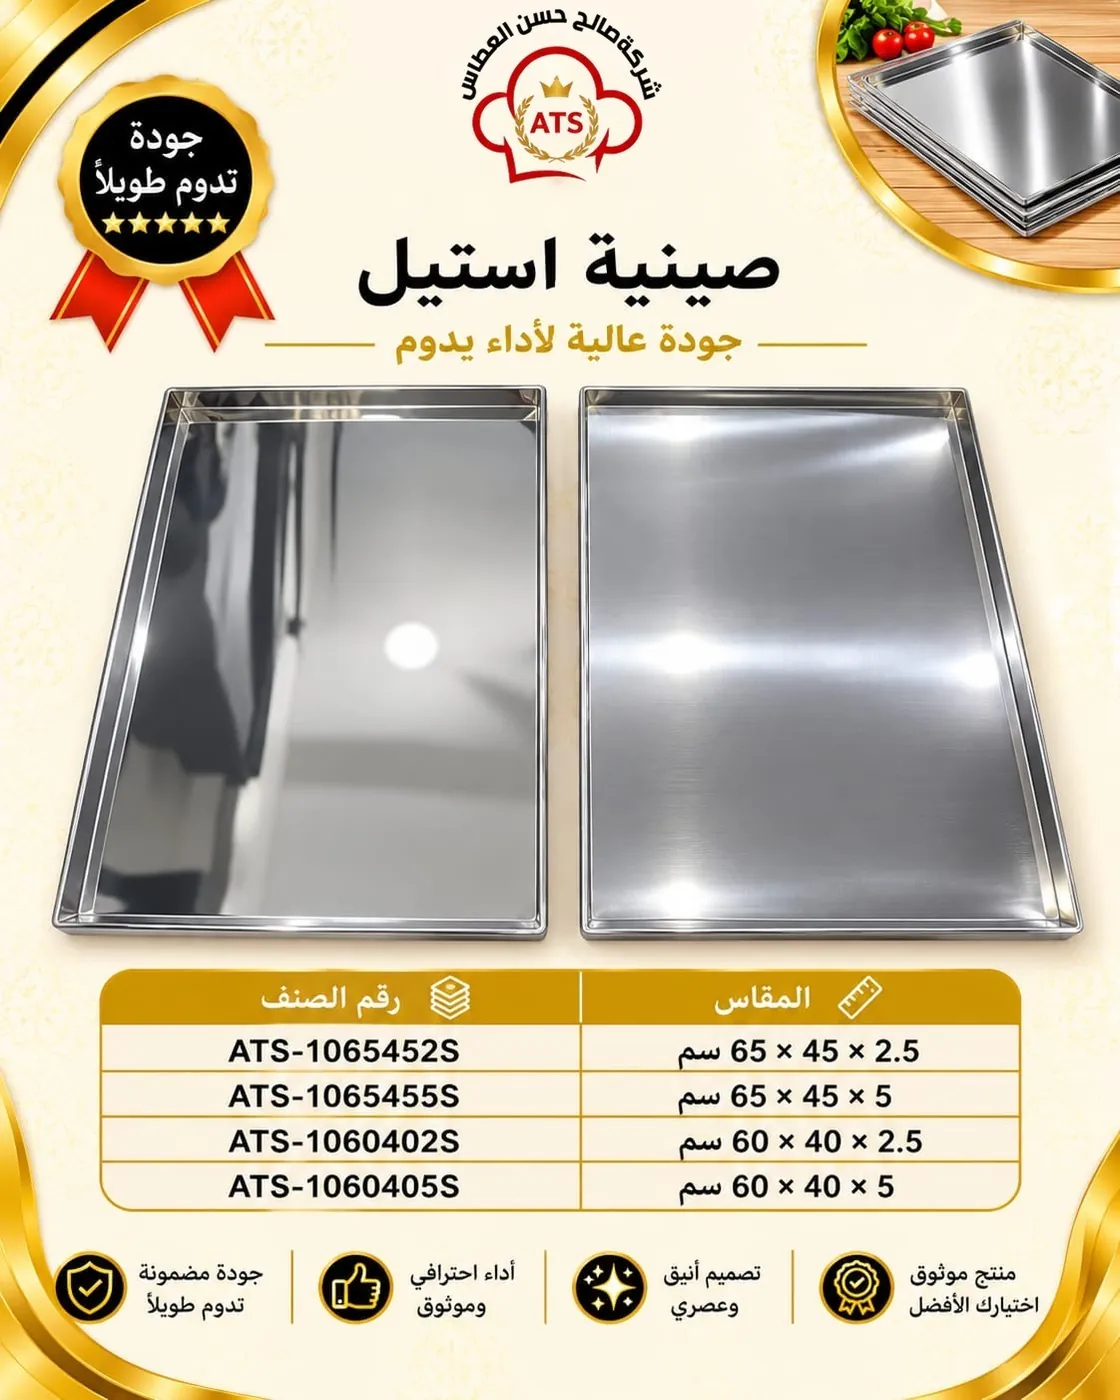 شركة صالح حسن العطاس
ATS
جودة
تدوم طويلاً
صينية استيل
جودة عالية لأداء يدوم
المقاس
رقم الصنف
65 × 45 × 2.5 سم
ATS-1065452S
65 × 45 × 5 سم
ATS-1065455S
60 × 40 × 2.5 سم
ATS-1060402S
60 × 40 × 5 سم
ATS-1060405S
منتج موثوق
اختيارك الأفضل
تصميم أنيق
وعصري
أداء احترافي
وموثوق
جودة مضمونة
تدوم طويلاً